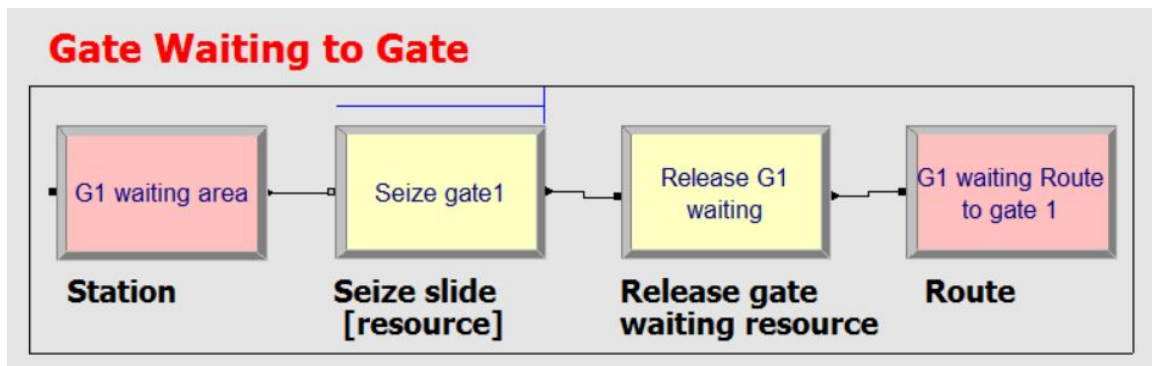 Gate Waiting to Gate
G1 waiting area
Seize gate1
Release G1
waiting
G1 waiting Route
to gate 1
Station
Seize slide
[resource]
Release gate
waiting resource
Route